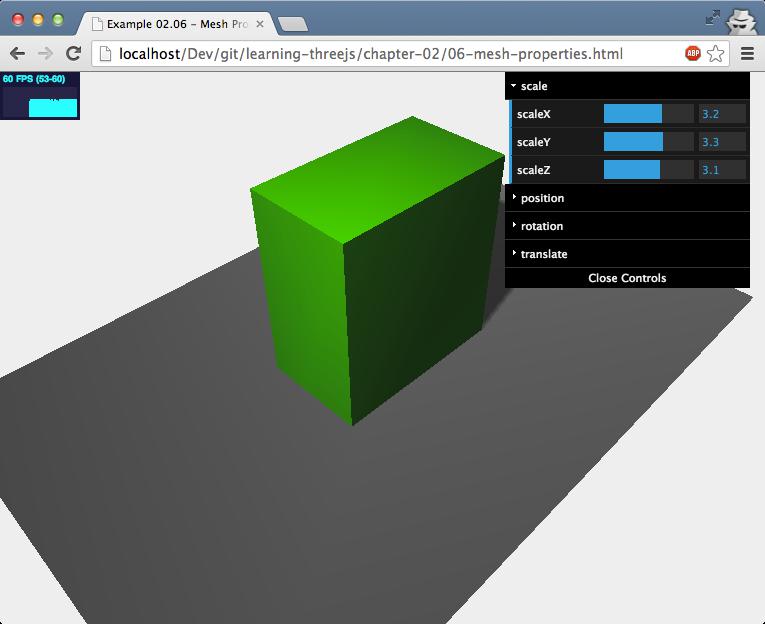 Example 02.06 – Mesh Pro
localhost/Dev/git/learning-threejs/chapter-02/06-mesh-properties.html
ABP
60 FPS (53-60)
scale
scaleX 3.2
scaleY 3.3
scaleZ 3.1
position
rotation
translate
Close Controls